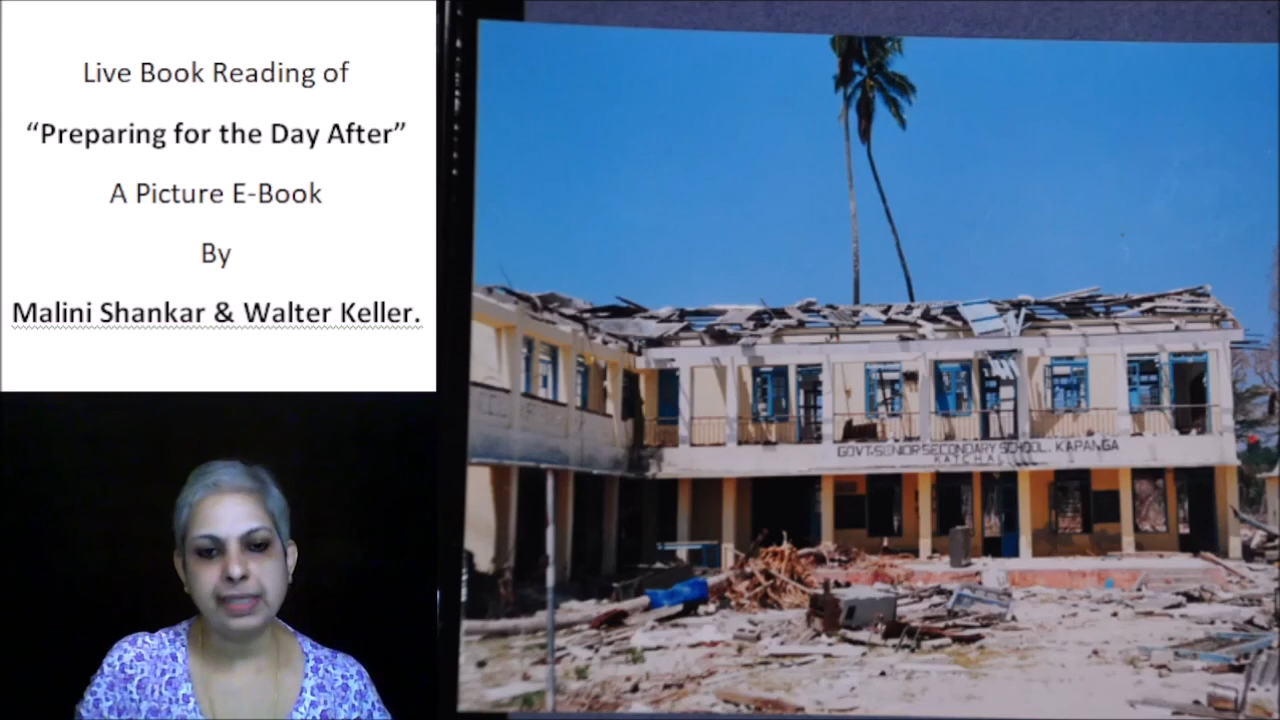 Live Book Reading of
“Preparing for the Day After”
A Picture E-Book
By
Malini Shankar & Walter Keller.
GOVT. SENIOR SECONDARY SCHOOL, KAPANGA
KATCHAL